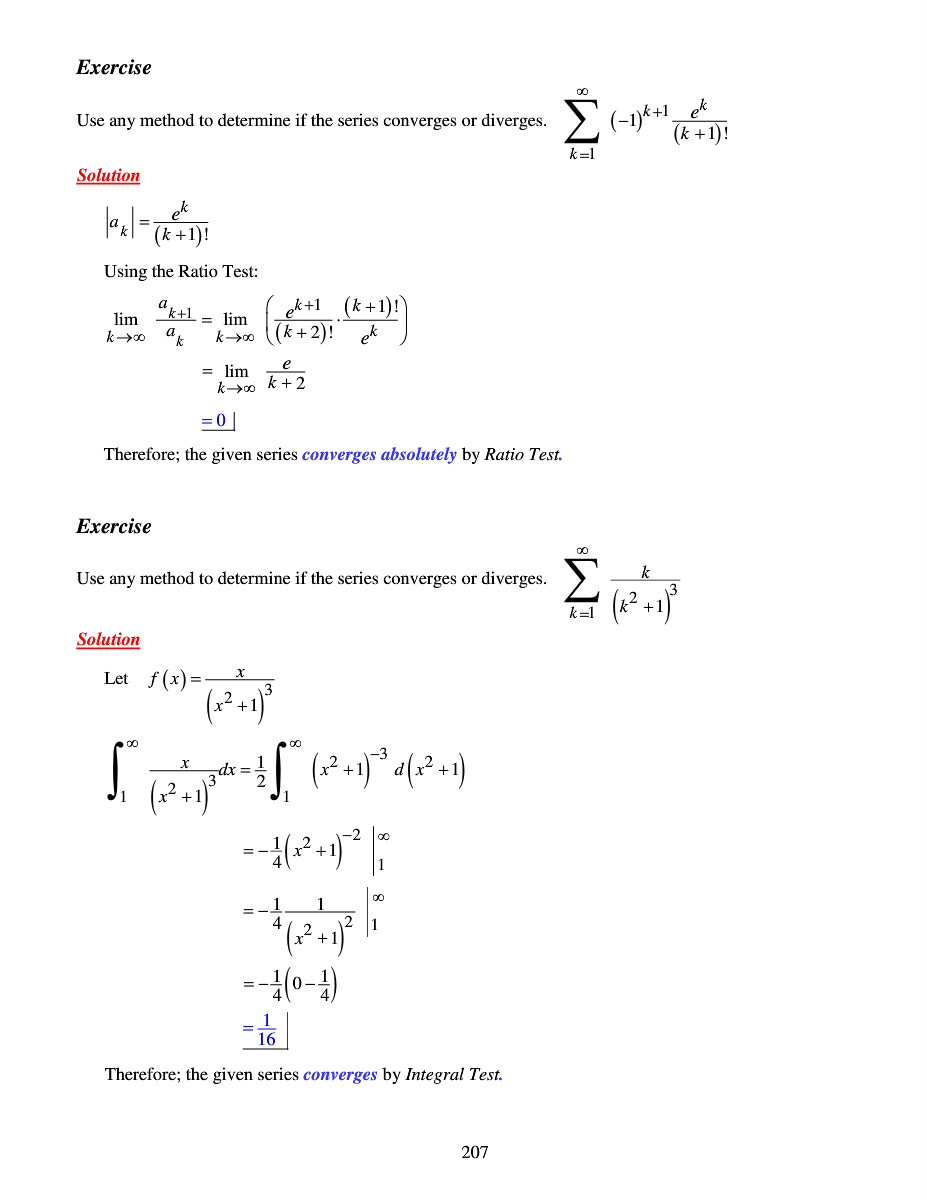 Exercise
Use any method to determine if the series converges or diverges. $\sum_{k=1}^{\infty} (-1)^{k+1} \frac{e^k}{(k+1)!}$
Solution
$|a_k| = \frac{e^k}{(k+1)!}$
Using the Ratio Test:
$\lim_{k \to \infty} \frac{a_{k+1}}{a_k} = \lim_{k \to \infty} \left( \frac{e^{k+1}}{(k+2)!} \cdot \frac{(k+1)!}{e^k} \right)$
$= \lim_{k \to \infty} \frac{e}{k+2}$
$= 0$
Therefore; the given series converges absolutely by Ratio Test.
Exercise
Use any method to determine if the series converges or diverges. $\sum_{k=1}^{\infty} \frac{k}{(k^2+1)^3}$
Solution
Let $f(x) = \frac{x}{(x^2+1)^3}$
$\int_1^{\infty} \frac{x}{(x^2+1)^3} dx = \frac{1}{2} \int_1^{\infty} (x^2+1)^{-3} d(x^2+1)$
$= -\frac{1}{4} (x^2+1)^{-2} \Big|_1^{\infty}$
$= -\frac{1}{4} \frac{1}{(x^2+1)^2} \Big|_1^{\infty}$
$= -\frac{1}{4} \left( 0 - \frac{1}{4} \right)$
$= \frac{1}{16}$
Therefore; the given series converges by Integral Test.
207